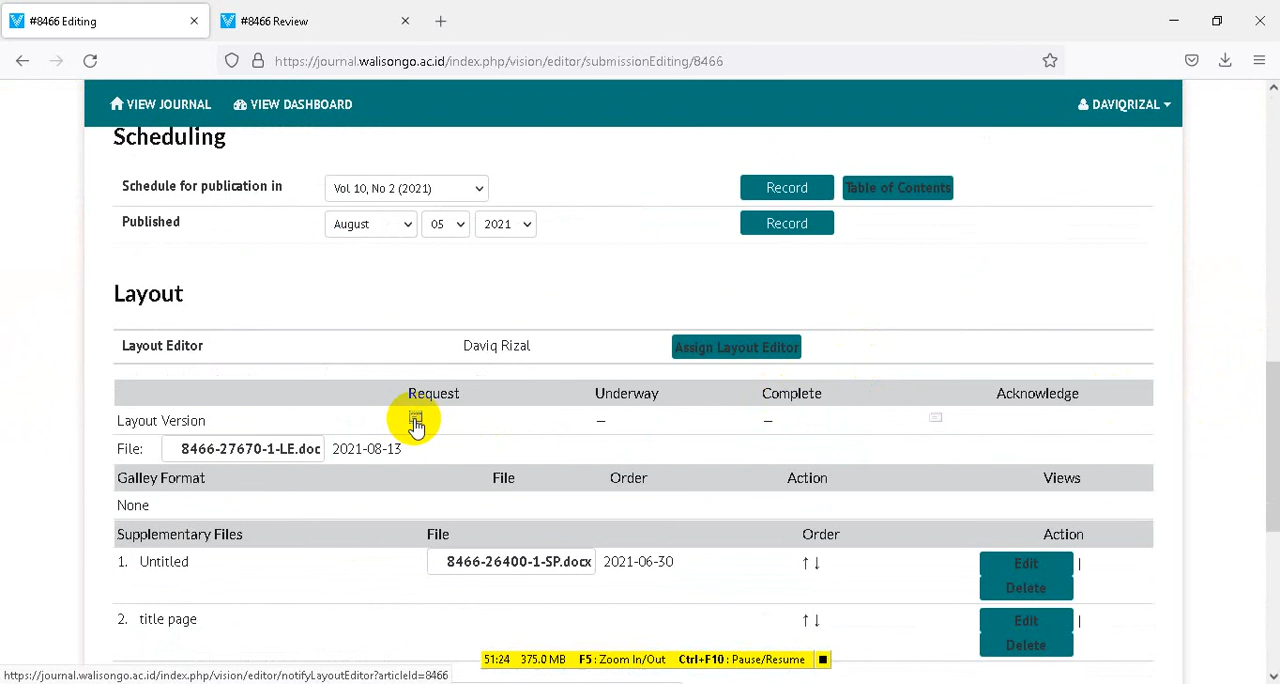 #8466 Editing
#8466 Review
https://journal.walisongo.ac.id/index.php/vision/editor/submissionEditing/8466
VIEW JOURNAL VIEW DASHBOARD DAVIQRIZAL
Scheduling
Schedule for publication in Vol 10, No 2 (2021) Record Table of Contents
Published August 05 2021 Record
Layout
Layout Editor Daviq Rizal Assign Layout Editor
Request Underway Complete Acknowledge
Layout Version — —
File: 8466-27670-1-LE.doc 2021-08-13
Galley Format File Order Action Views
None
Supplementary Files File Order Action
1. Untitled 8466-26400-1-SP.docx 2021-06-30 ↑ ↓ Edit |
Delete
2. title page ↑ ↓ Edit |
Delete
51:24 375.0 MB F5 : Zoom In/Out Ctrl+F10 : Pause/Resume
https://journal.walisongo.ac.id/index.php/vision/editor/notifyLayoutEditor?articleId=8466